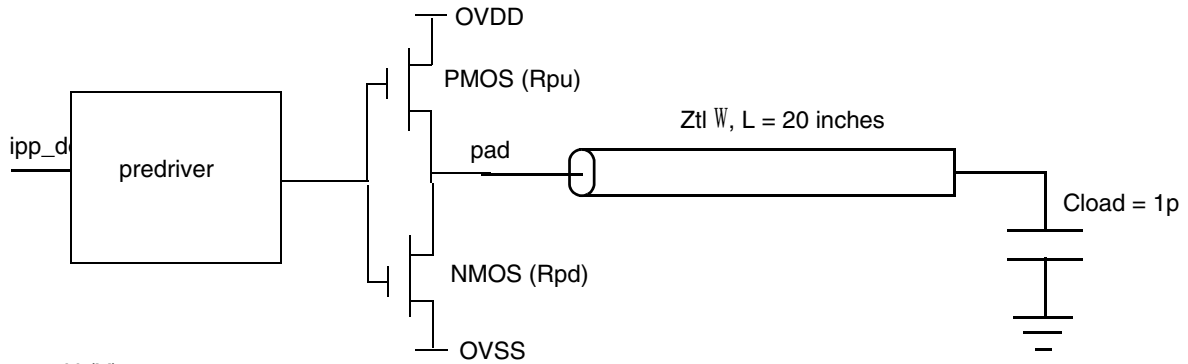 OVDD
PMOS (Rpu)
Ztl W, L = 20 inches
pad
predriver
Cload = 1p
NMOS (Rpd)
OVSS